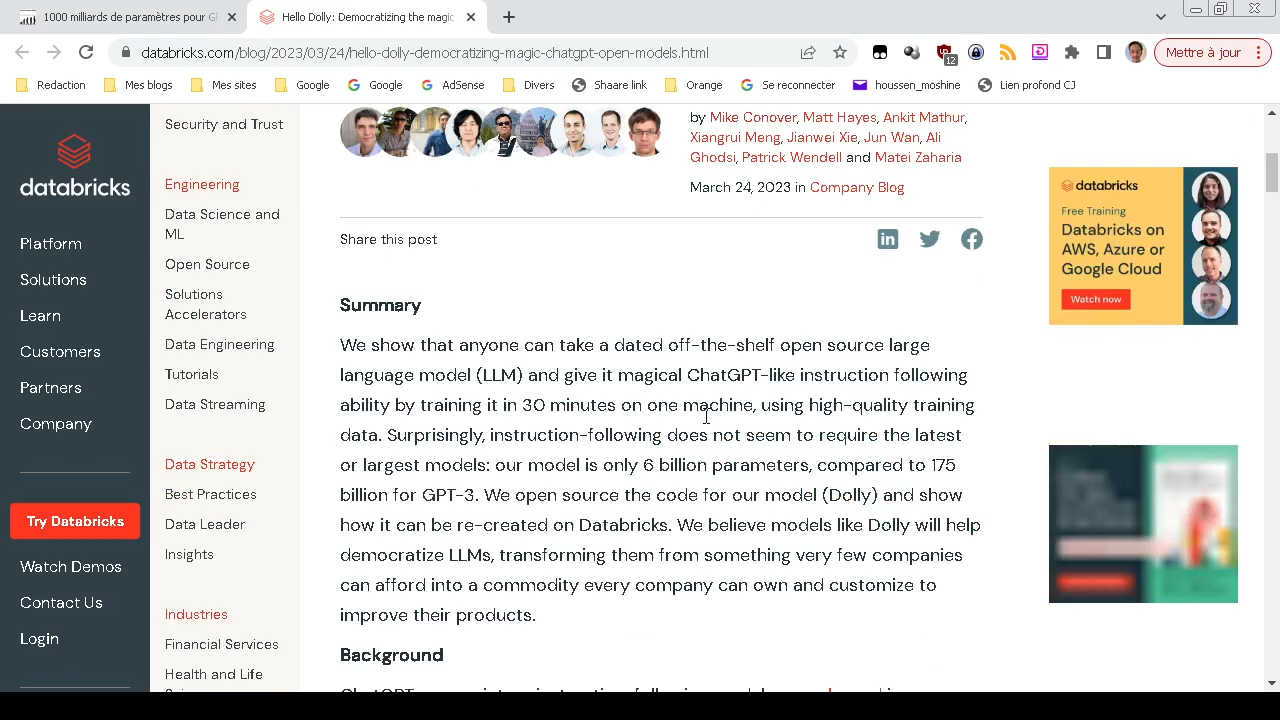 1000 milliards de paramètres pour G
Hello Dolly: Democratizing the magic
databricks.com/blog/2023/03/24/hello-dolly-democratizing-magic-chatgpt-open-models.html
12
Mettre à jour
Redaction
Mes blogs
Mes sites
Google
Google
AdSense
Divers
Shaare link
Orange
Se reconnecter
houssen_moshine
Lien profond CJ
databricks
Platform
Solutions
Learn
Customers
Partners
Company
Try Databricks
Watch Demos
Contact Us
Login
Security and Trust
Engineering
Data Science and
ML
Open Source
Solutions
Accelerators
Data Engineering
Tutorials
Data Streaming
Data Strategy
Best Practices
Data Leader
Insights
Industries
Financial Services
Health and Life
by Mike Conover, Matt Hayes, Ankit Mathur,
Xiangrui Meng, Jianwei Xie, Jun Wan, Ali
Ghodsi, Patrick Wendell and Matei Zaharia
March 24, 2023 in Company Blog
Share this post
Summary
We show that anyone can take a dated off-the-shelf open source large
language model (LLM) and give it magical ChatGPT-like instruction following
ability by training it in 30 minutes on one machine, using high-quality training
data. Surprisingly, instruction-following does not seem to require the latest
or largest models: our model is only 6 billion parameters, compared to 175
billion for GPT-3. We open source the code for our model (Dolly) and show
how it can be re-created on Databricks. We believe models like Dolly will help
democratize LLMs, transforming them from something very few companies
can afford into a commodity every company can own and customize to
improve their products.
Background
databricks
Free Training
Databricks on
AWS, Azure or
Google Cloud
Watch now